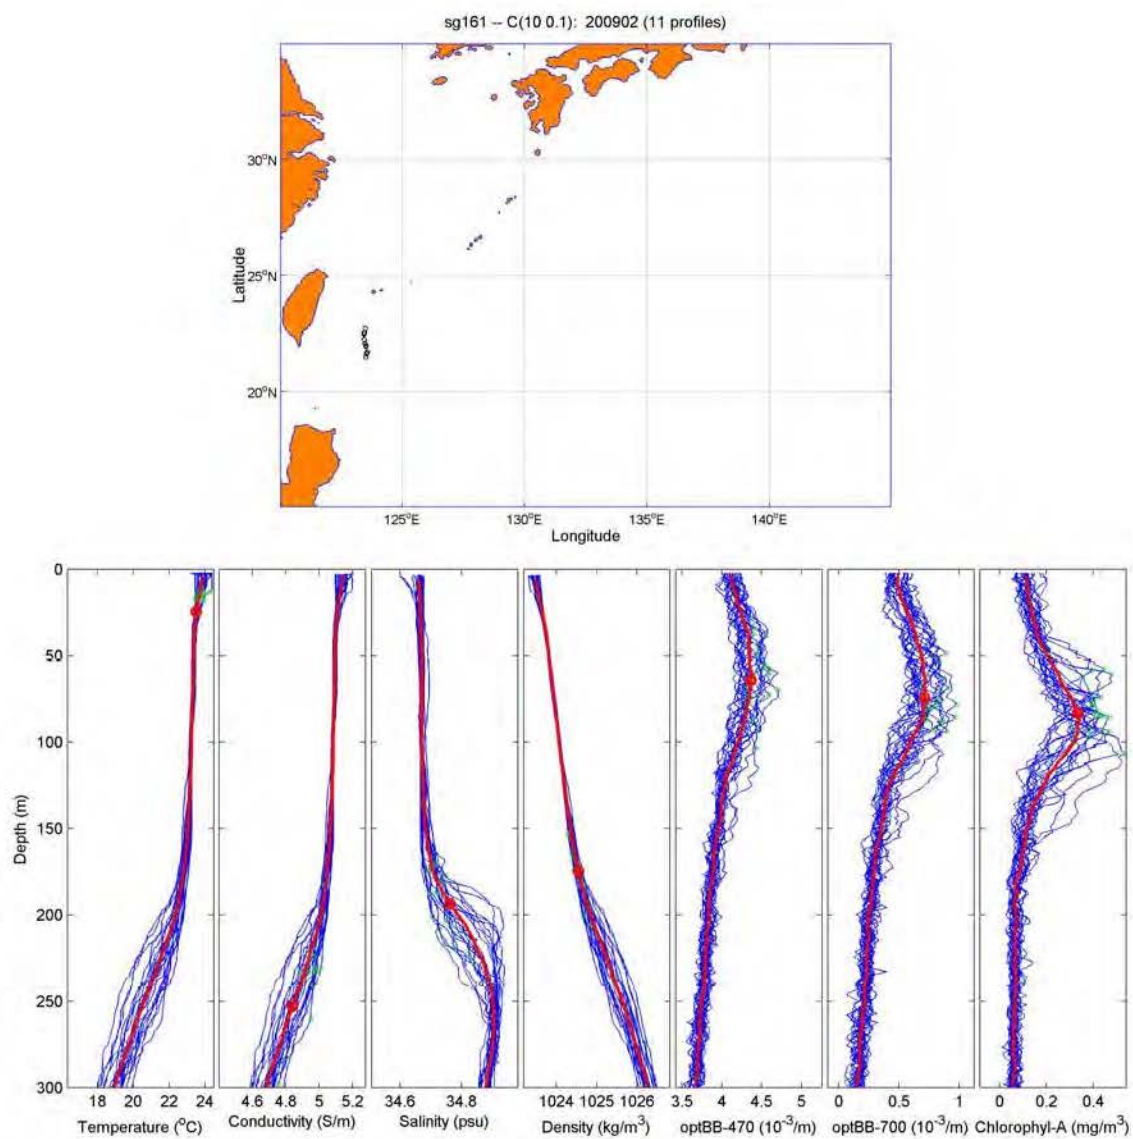 sg161 -- C(10 0.1): 200902 (11 profiles)
30°N
25°N
20°N
Latitude
125°E
130°E
135°E
140°E
Longitude
0
50
100
150
200
250
300
Depth (m)
18 20 22 24
Temperature (°C)
4.6 4.8 5 5.2
Conductivity (S/m)
34.6 34.8
Salinity (psu)
1024 1025 1026
Density (kg/m³)
3.5 4 4.5 5
optBB-470 (10⁻³/m)
0 0.5 1
optBB-700 (10⁻³/m)
0 0.2 0.4
Chlorophyl-A (mg/m³)